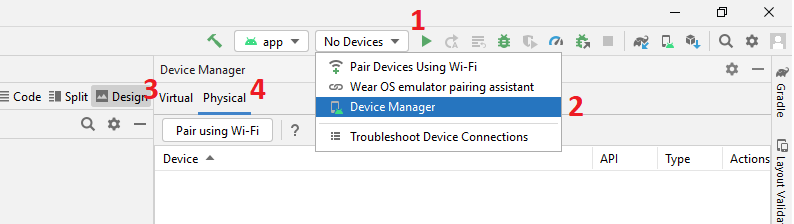 1
app
No Devices
Device Manager
Pair Devices Using Wi-Fi
Wear OS emulator pairing assistant
Device Manager
2
Troubleshoot Device Connections
Code
Split
Design
3
Virtual
Physical
4
Pair using Wi-Fi
?
Device
API
Type
Actions
Gradle
Layout Valida